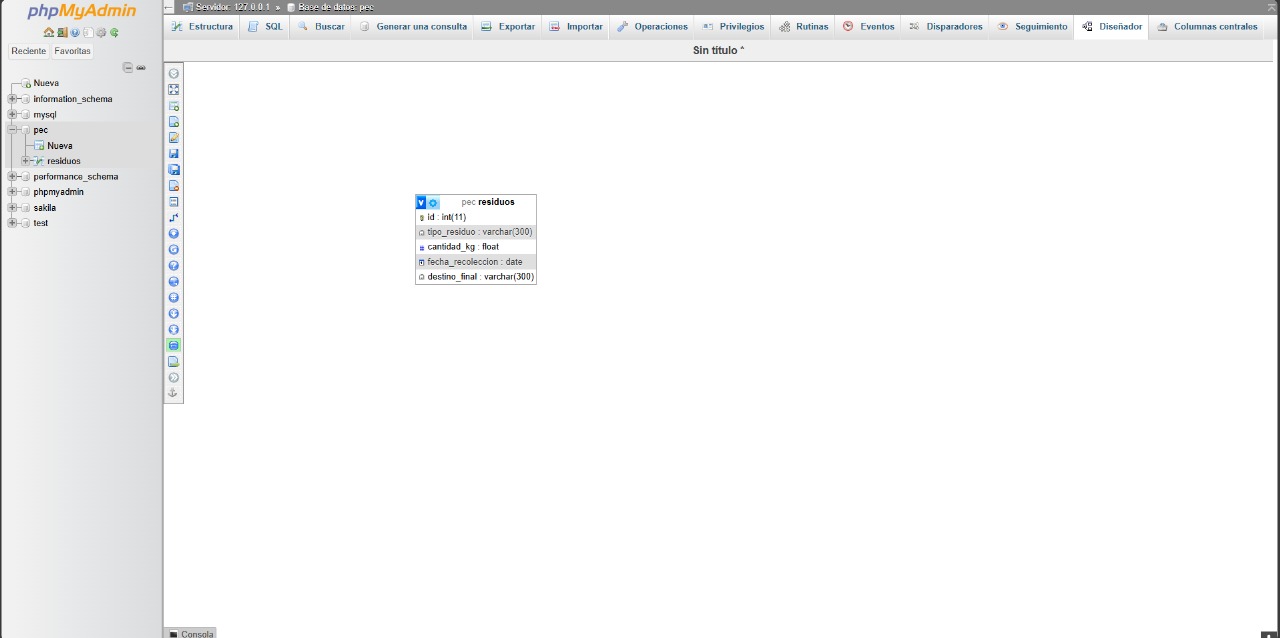 phpMyAdmin
Reciente Favoritas
Nueva
information_schema
mysql
pec
Nueva
residuos
performance_schema
phpmyadmin
sakila
test
Servidor: 127.0.0.1 » Base de datos: pec
Estructura SQL Buscar Generar una consulta Exportar Importar Operaciones Privilegios Rutinas Eventos Disparadores Seguimiento Diseñador Columnas centrales
Sin título *
pec residuos
id : int(11)
tipo_residuo : varchar(300)
cantidad_kg : float
fecha_recoleccion : date
destino_final : varchar(300)
Consola